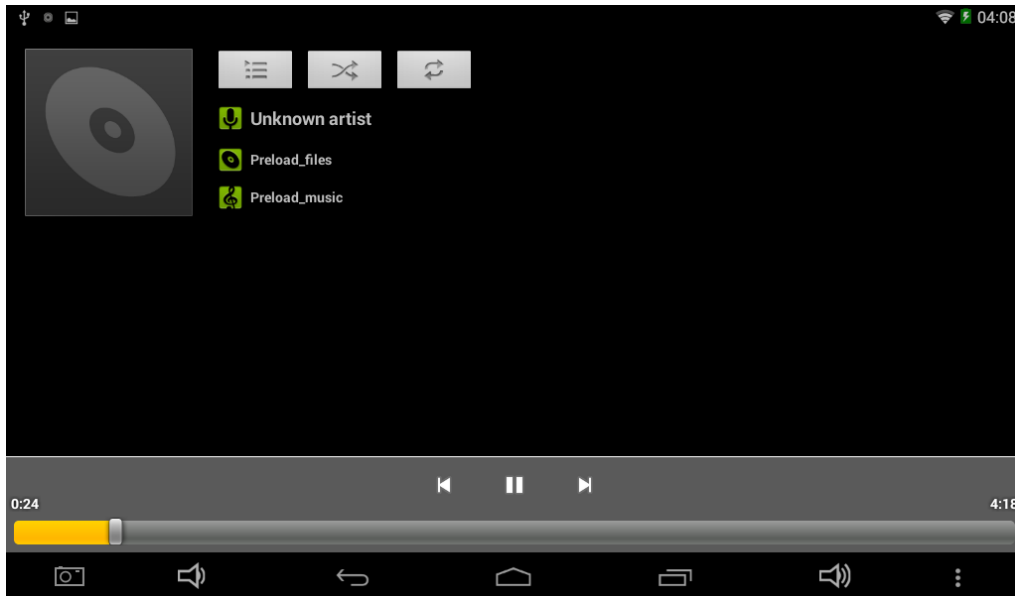 04:08
Unknown artist
Preload_files
Preload_music
0:24
4:18